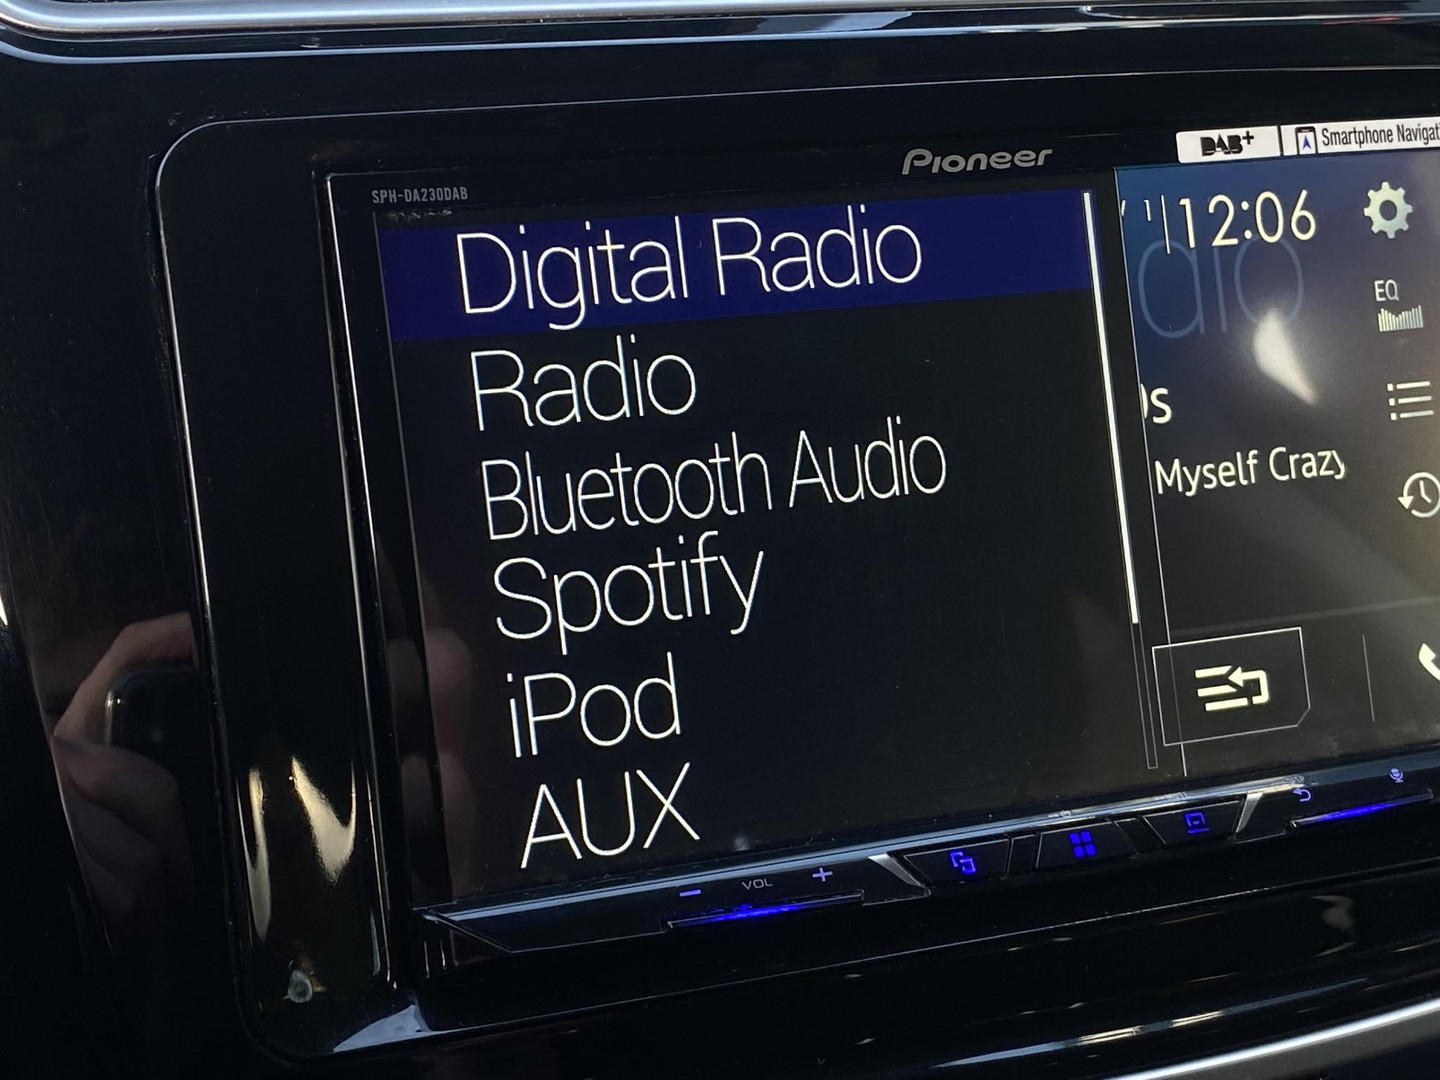 Pioneer
DAB+
Smartphone
SPH-DA230DAB
Digital Radio
Radio
Bluetooth Audio
Spotify
iPod
AUX
12:06
EQ
Myself Crazy
VOL